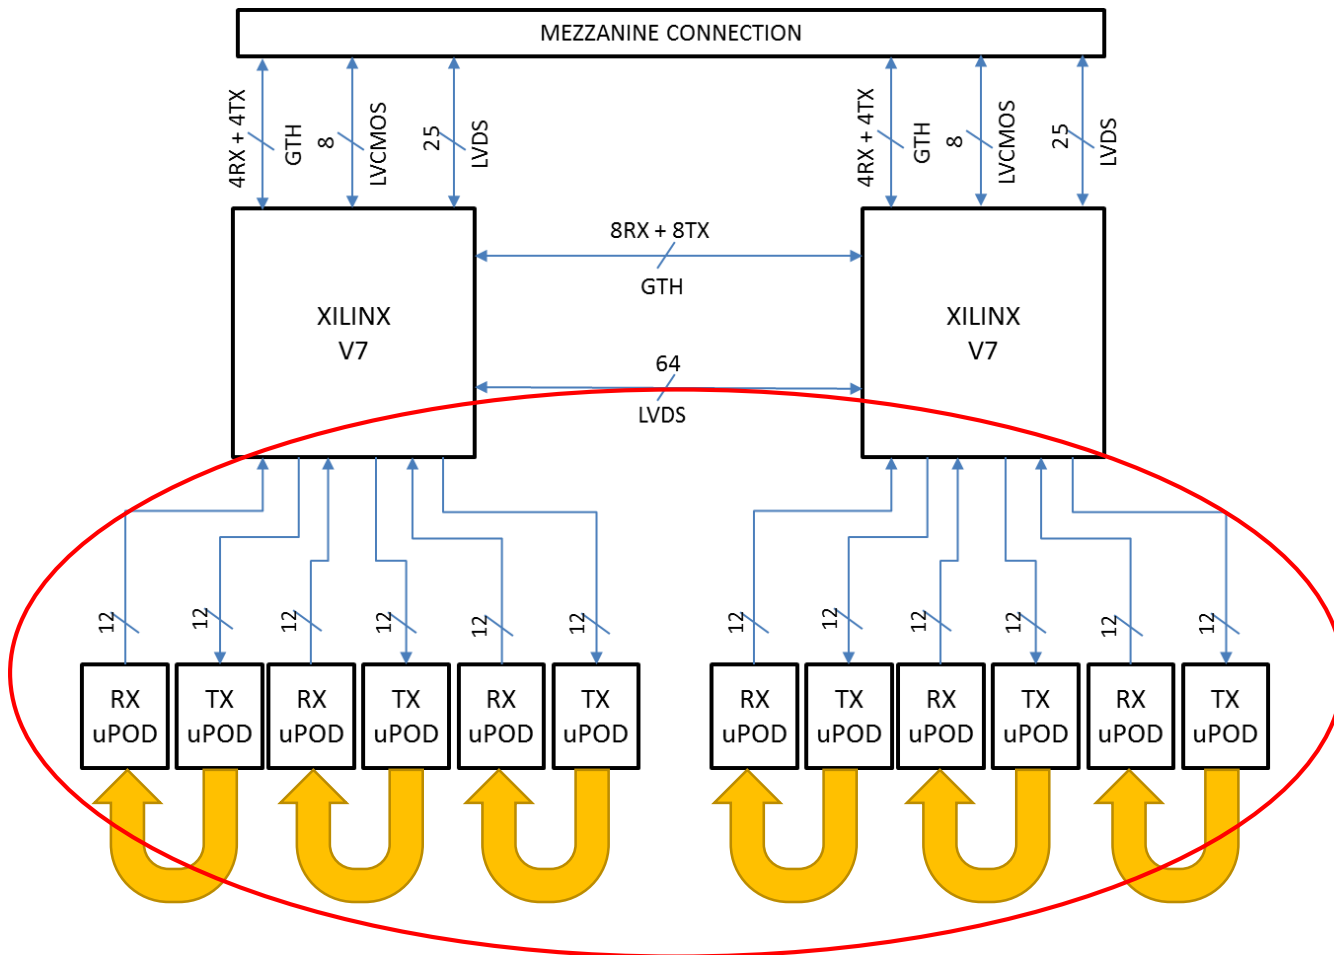 MEZZANINE CONNECTION
4RX + 4TX
GTH
8
LVCMOS
25
LVDS
4RX + 4TX
GTH
8
LVCMOS
25
LVDS
8RX + 8TX
GTH
XILINX
V7
XILINX
V7
64
LVDS
12
12
12
12
12
12
12
12
12
12
12
12
RX
uPOD
TX
uPOD
RX
uPOD
TX
uPOD
RX
uPOD
TX
uPOD
RX
uPOD
TX
uPOD
RX
uPOD
TX
uPOD
RX
uPOD
TX
uPOD